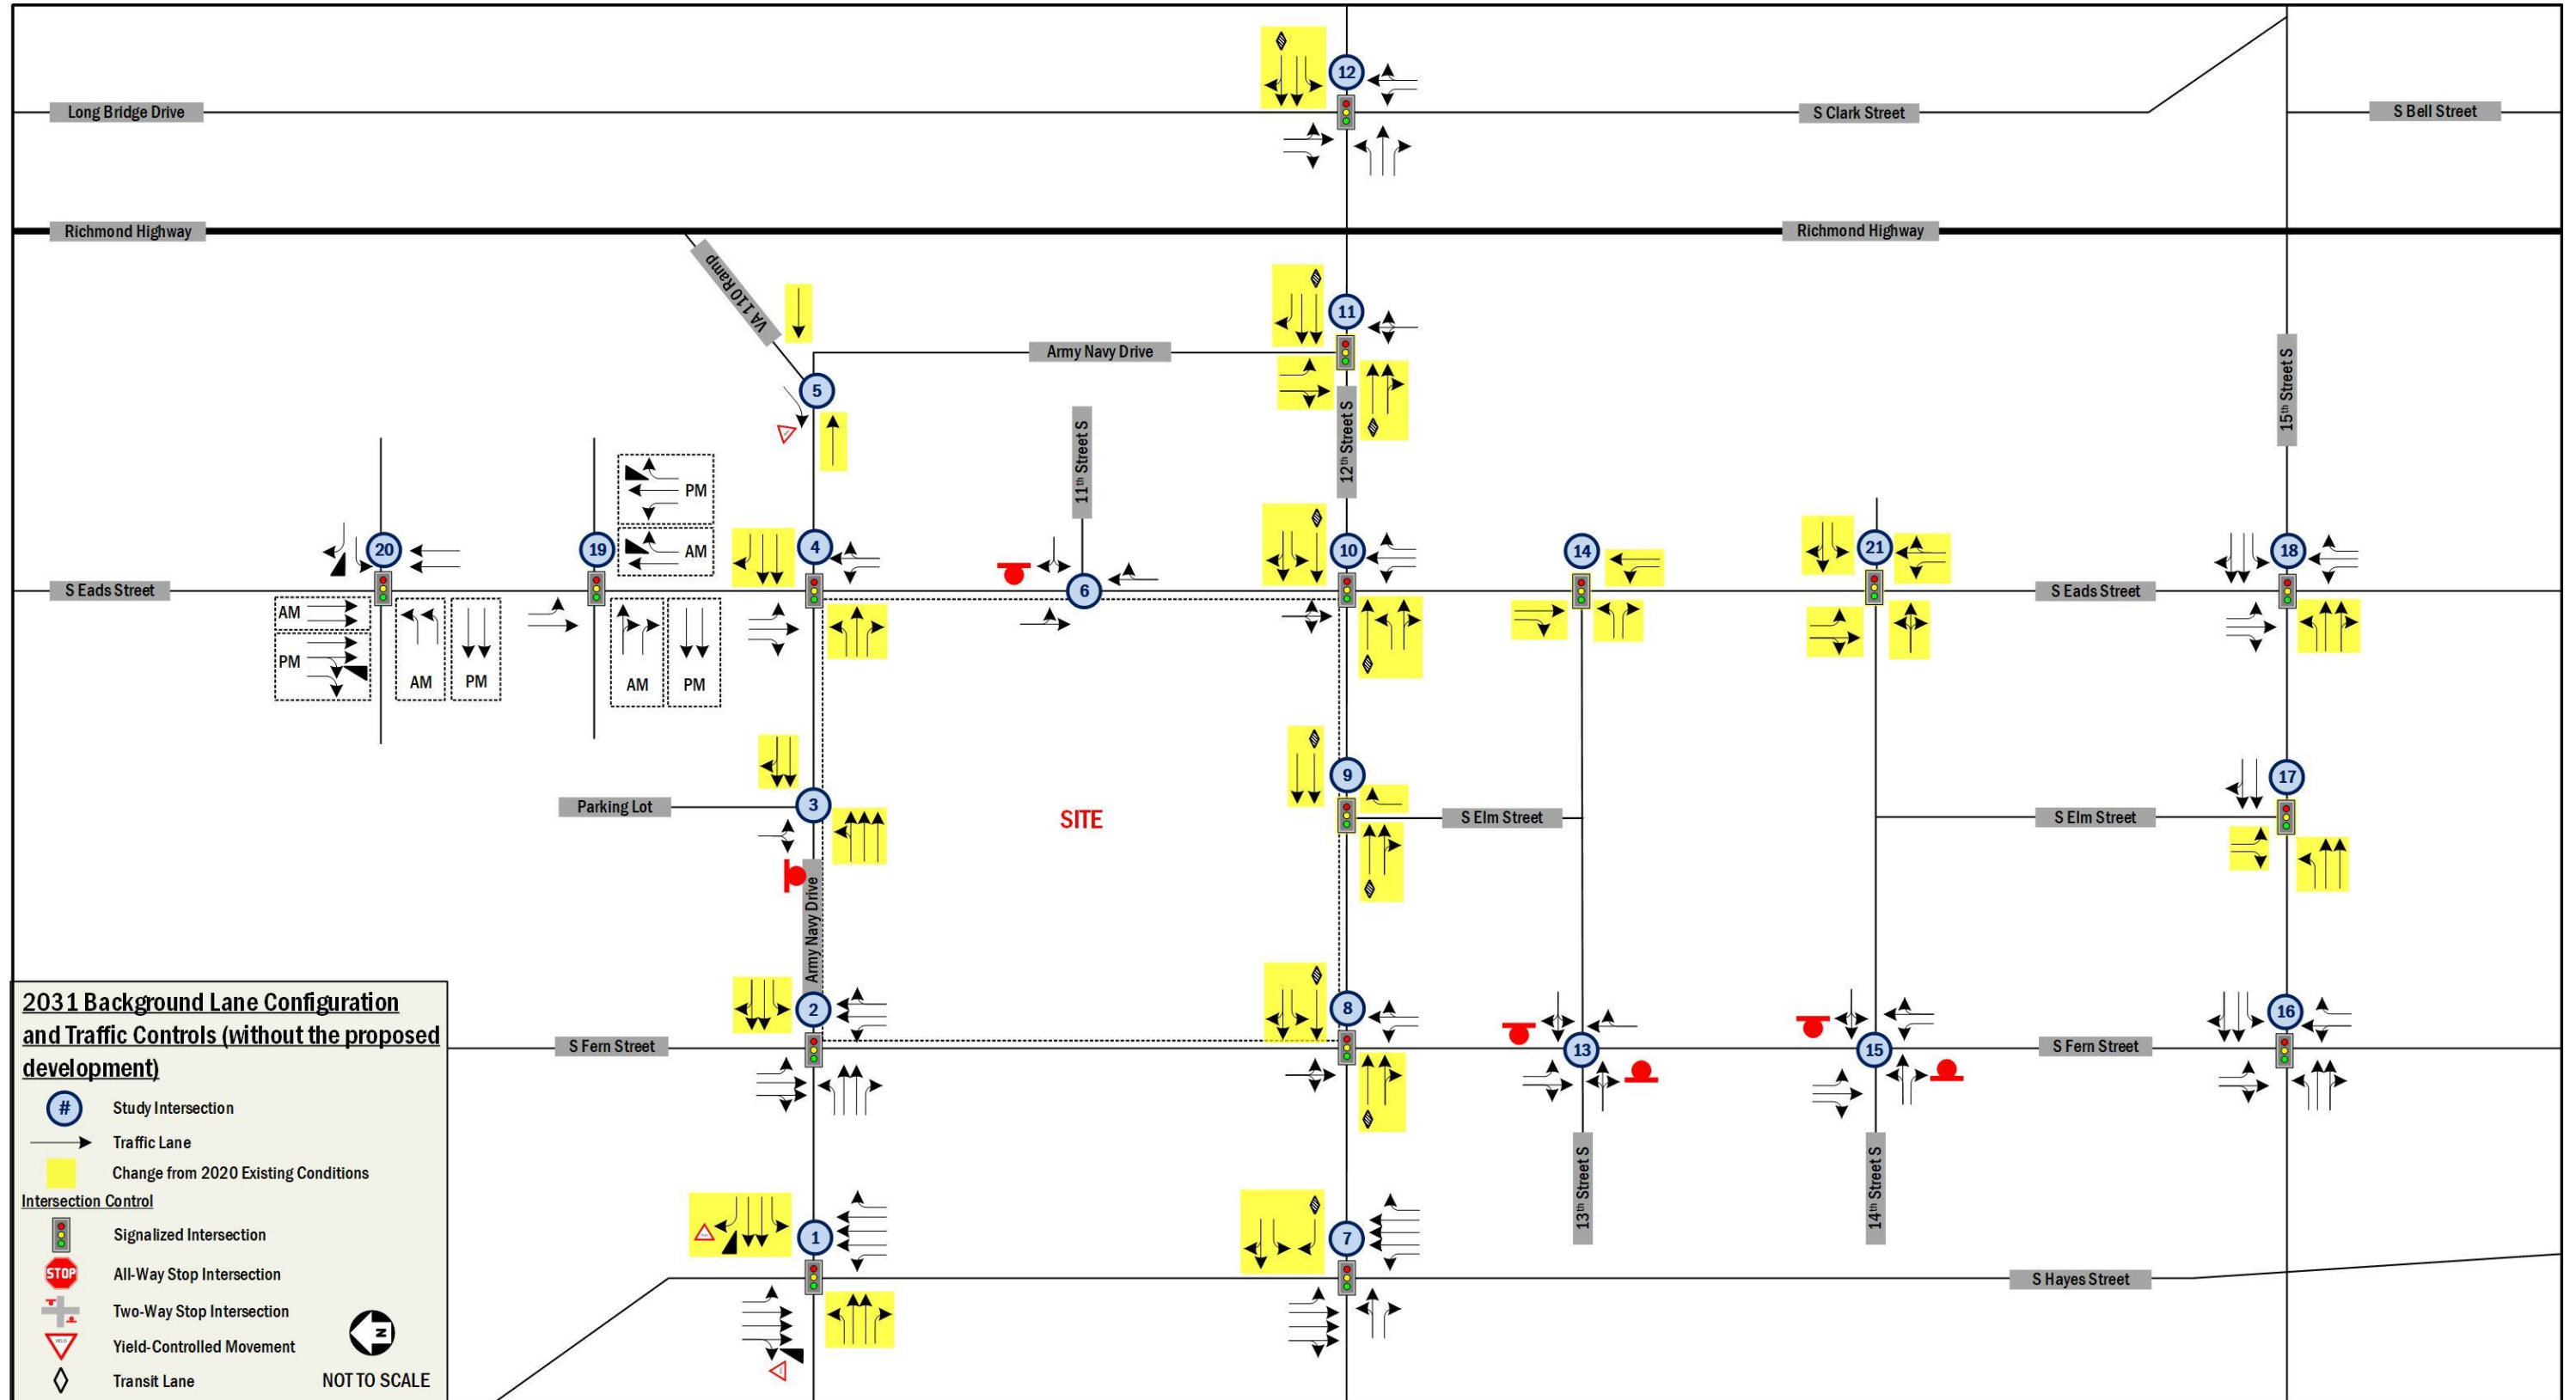 12
Long Bridge Drive
S Clark Street
S Bell Street
Richmond Highway
Richmond Highway
VA 110 Ramp
11
Army Navy Drive
5
15th Street S
12th Street S
11th Street S
PM
AM
20
19
4
10
14
21
18
S Eads Street
6
S Eads Street
AM
PM
AM
PM
AM
PM
9
17
Parking Lot
3
SITE
S Elm Street
S Elm Street
Army Navy Drive
2
8
16
S Fern Street
13
15
S Fern Street
13th Street S
14th Street S
1
7
S Hayes Street
2031 Background Lane Configuration
and Traffic Controls (without the proposed
development)
# Study Intersection
Traffic Lane
Change from 2020 Existing Conditions
Intersection Control
Signalized Intersection
STOP All-Way Stop Intersection
Two-Way Stop Intersection
YIELD Yield-Controlled Movement
Transit Lane
N
NOT TO SCALE